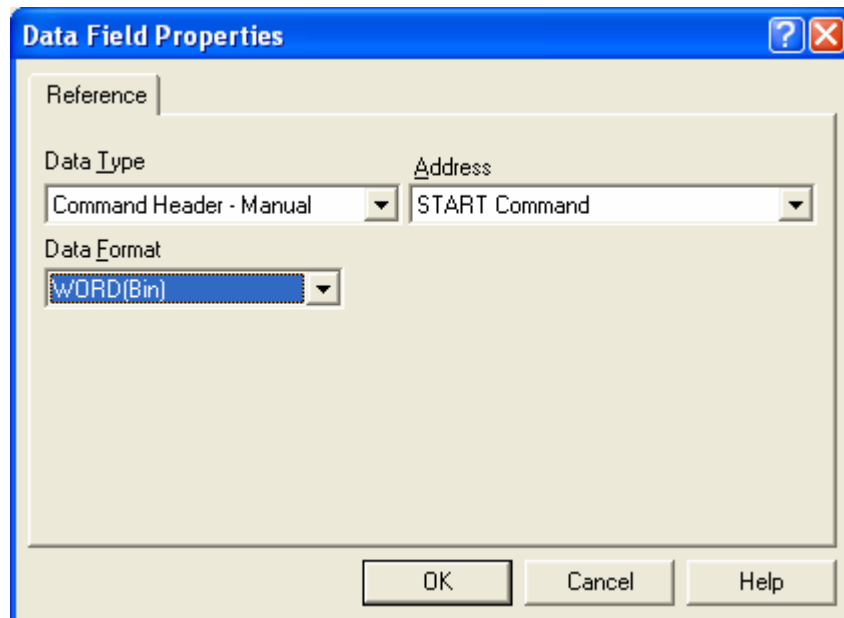 Data Field Properties
Reference
Data Type
Address
Command Header - Manual
START Command
Data Format
WORD(Bin)
OK
Cancel
Help